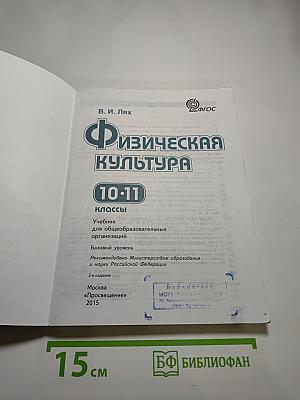 ФГОС
В. И. Лях
Физическая
культура
10-11
классы
Учебник
для общеобразовательных
организаций
Базовый уровень
Рекомендовано Министерством образования
и науки Российской Федерации
2-е издание
Москва
«Просвещение»
2015
Библиотека
15 см
БФ БИБЛИОФАН